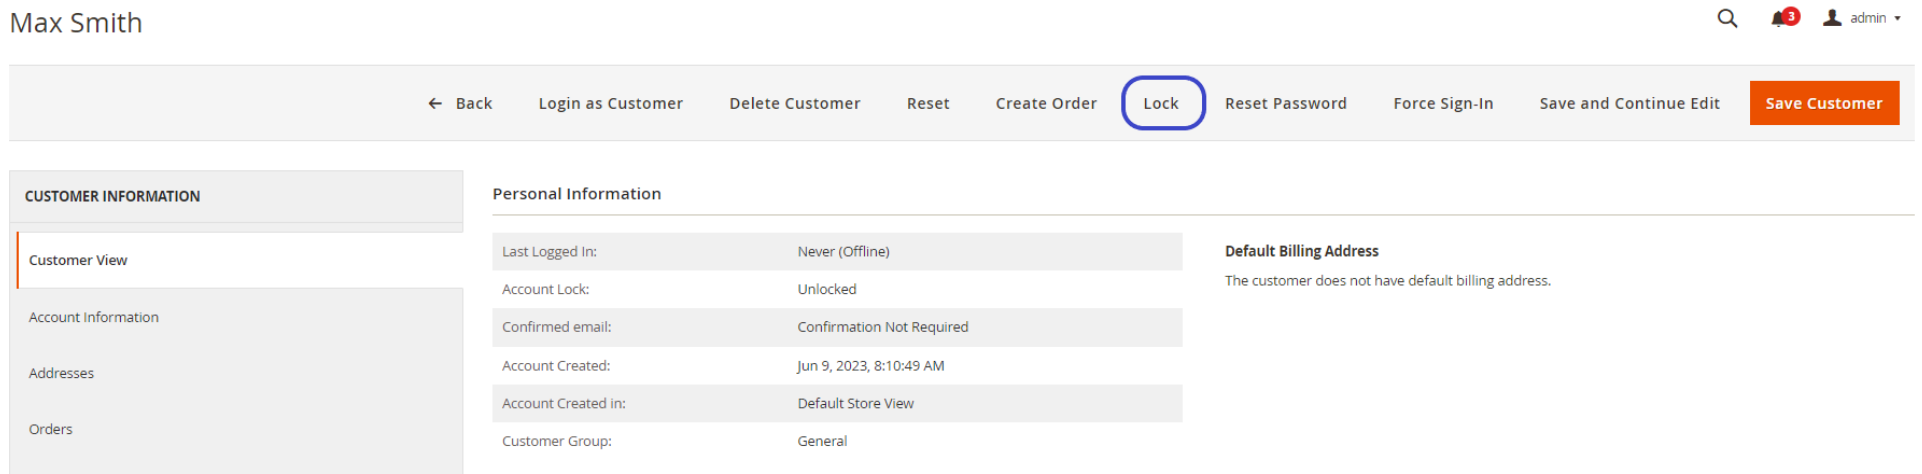 Max Smith
3
admin
← Back Login as Customer Delete Customer Reset Create Order Lock Reset Password Force Sign-In Save and Continue Edit Save Customer
CUSTOMER INFORMATION
Customer View
Account Information
Addresses
Orders
Personal Information
Last Logged In: Never (Offline)
Account Lock: Unlocked
Confirmed email: Confirmation Not Required
Account Created: Jun 9, 2023, 8:10:49 AM
Account Created in: Default Store View
Customer Group: General
Default Billing Address
The customer does not have default billing address.